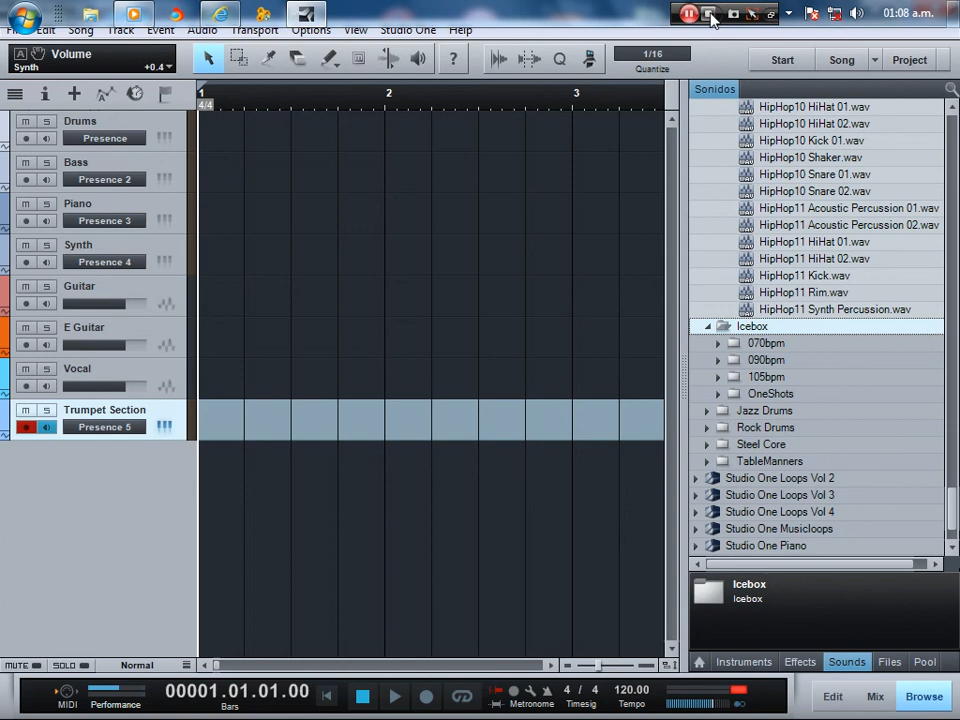 01:08 a.m.
Edit Song Track Event Audio Transport Options View Studio One Help
Volume
Synth +0.4
1/16
Quantize
Start Song Project
1 2 3
4/4
Sonidos
M S Drums
Presence
M S Bass
Presence 2
M S Piano
Presence 3
M S Synth
Presence 4
M S Guitar
M S E Guitar
M S Vocal
M S Trumpet Section
Presence 5
HipHop10 HiHat 01.wav
HipHop10 HiHat 02.wav
HipHop10 Kick 01.wav
HipHop10 Shaker.wav
HipHop10 Snare 01.wav
HipHop10 Snare 02.wav
HipHop11 Acoustic Percussion 01.wav
HipHop11 Acoustic Percussion 02.wav
HipHop11 HiHat 01.wav
HipHop11 HiHat 02.wav
HipHop11 Kick.wav
HipHop11 Rim.wav
HipHop11 Synth Percussion.wav
Icebox
070bpm
090bpm
105bpm
OneShots
Jazz Drums
Rock Drums
Steel Core
TableManners
Studio One Loops Vol 2
Studio One Loops Vol 3
Studio One Loops Vol 4
Studio One Musicloops
Studio One Piano
Icebox
Icebox
MUTE SOLO Normal
Instruments Effects Sounds Files Pool
MIDI Performance
00001.01.01.00
Bars
Metronome
4 / 4
Timesig
120.00
Tempo
Edit Mix Browse